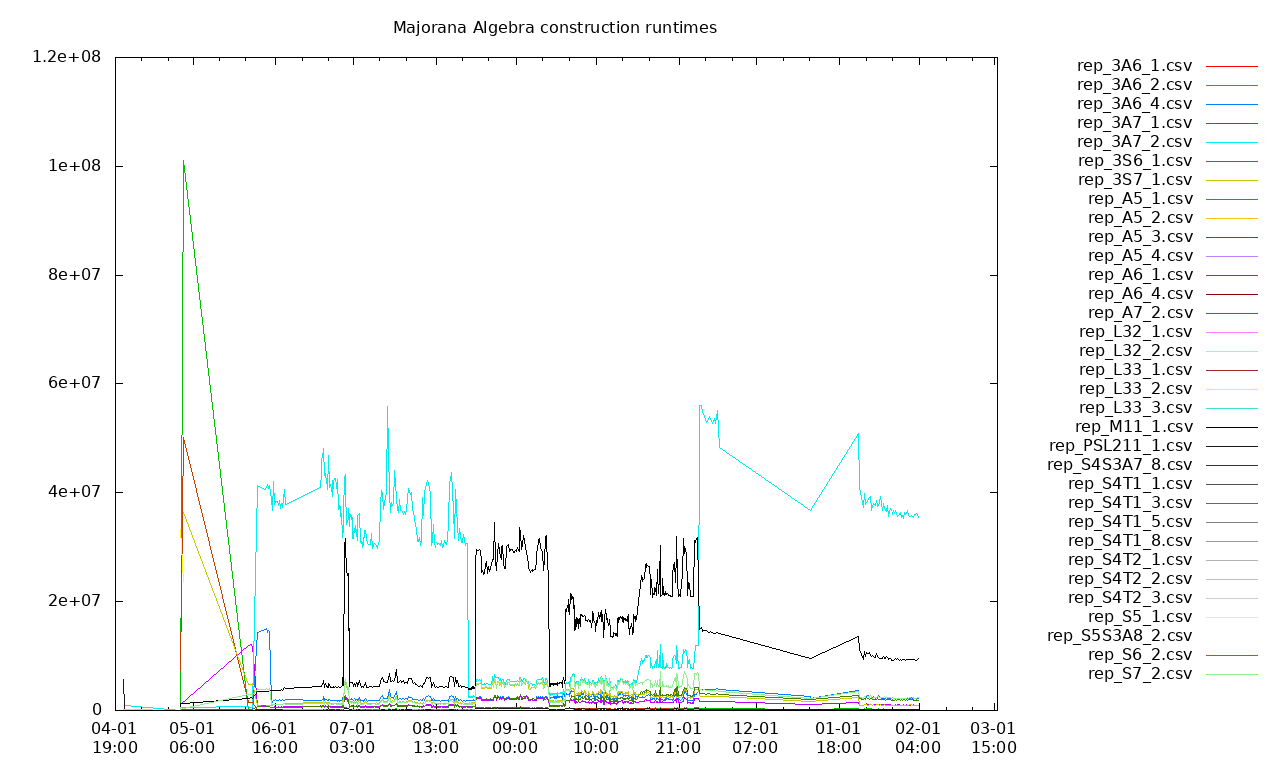 Majorana Algebra construction runtimes
1.2e+08
1e+08
8e+07
6e+07
4e+07
2e+07
0
04-01 05-01 06-01 07-01 08-01 09-01 10-01 11-01 12-01 01-01 02-01 03-01
19:00 06:00 16:00 03:00 13:00 00:00 10:00 21:00 07:00 18:00 04:00 15:00
rep_3A6_1.csv
rep_3A6_2.csv
rep_3A6_4.csv
rep_3A7_1.csv
rep_3A7_2.csv
rep_3S6_1.csv
rep_3S7_1.csv
rep_A5_1.csv
rep_A5_2.csv
rep_A5_3.csv
rep_A5_4.csv
rep_A6_1.csv
rep_A6_4.csv
rep_A7_2.csv
rep_L32_1.csv
rep_L32_2.csv
rep_L33_1.csv
rep_L33_2.csv
rep_L33_3.csv
rep_M11_1.csv
rep_PSL211_1.csv
rep_S4S3A7_8.csv
rep_S4T1_1.csv
rep_S4T1_3.csv
rep_S4T1_5.csv
rep_S4T1_8.csv
rep_S4T2_1.csv
rep_S4T2_2.csv
rep_S4T2_3.csv
rep_S5_1.csv
rep_S5S3A8_2.csv
rep_S6_2.csv
rep_S7_2.csv